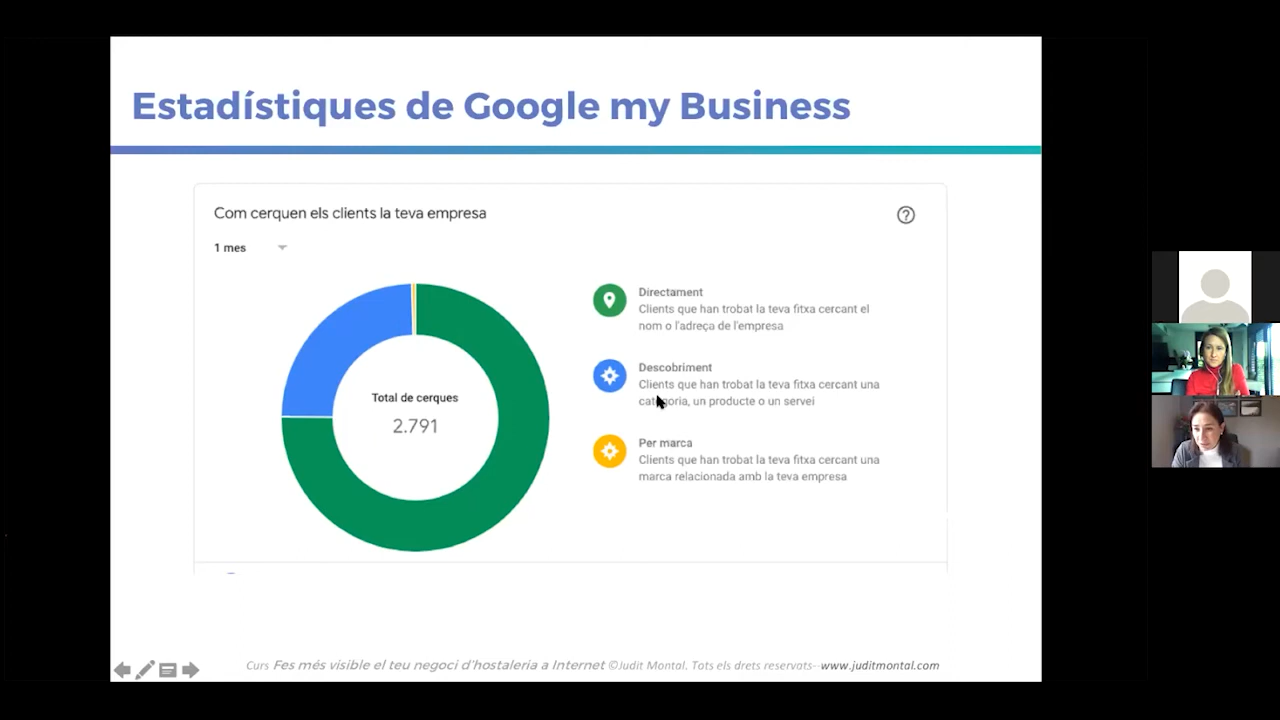 Estadístiques de Google my Business
Com cerquen els clients la teva empresa
1 mes
Total de cerques
2.791
Directament
Clients que han trobat la teva fitxa cercant el
nom o l'adreça de l'empresa
Descobriment
Clients que han trobat la teva fitxa cercant una
categoria, un producte o un servei
Per marca
Clients que han trobat la teva fitxa cercant una
marca relacionada amb la teva empresa
Curs Fes més visible el teu negoci d'hostaleria a Internet ©Judit Montal. Tots els drets reservats- www.juditmontal.com